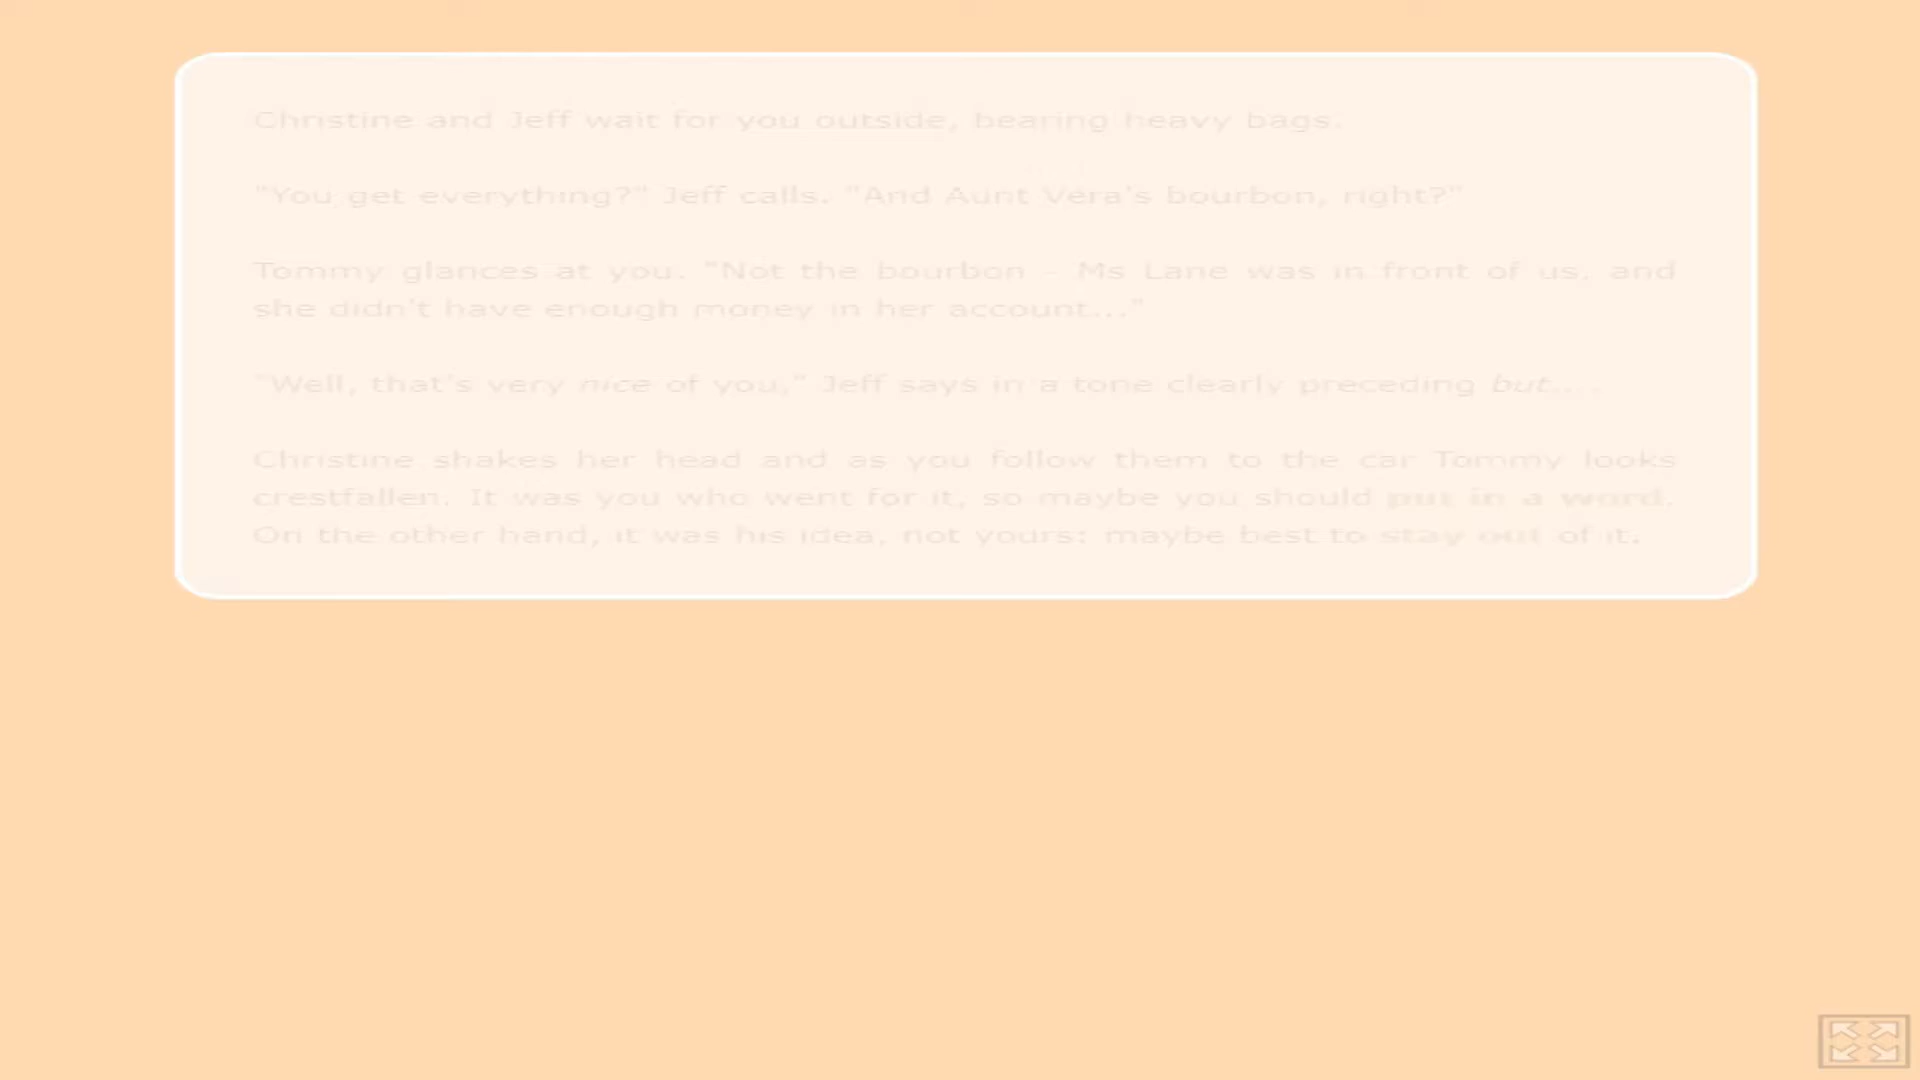 Christine and Jeff wait for you outside, bearing heavy bags.
"You get everything?" Jeff calls. "And Aunt Vera's bourbon, right?"
Tommy glances at you. "Not the bourbon - Ms Lane was in front of us, and
she didn't have enough money in her account..."
"Well, that's very nice of you," Jeff says in a tone clearly preceding but....
Christine shakes her head and as you follow them to the car Tommy looks
crestfallen. It was you who went for it, so maybe you should put in a word.
On the other hand, it was his idea, not yours: maybe best to stay out of it.